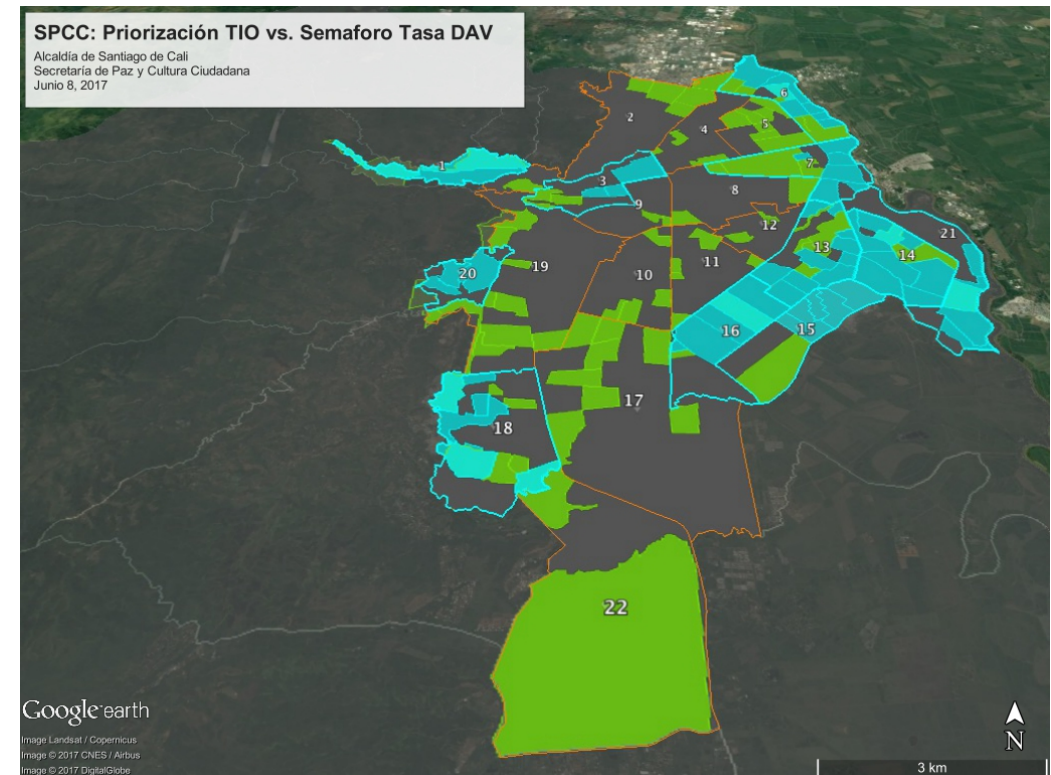 SPCC: Priorización TIO vs. Semaforo Tasa DAV
Alcaldía de Santiago de Cali
Secretaría de Paz y Cultura Ciudadana
Junio 8, 2017
6
2
4
5
1
7
3
8
9
12
21
13
14
20
19
10
11
16
15
17
18
22
Google earth
Image Landsat / Copernicus
Image © 2017 CNES / Airbus
Image © 2017 DigitalGlobe
N
3 km